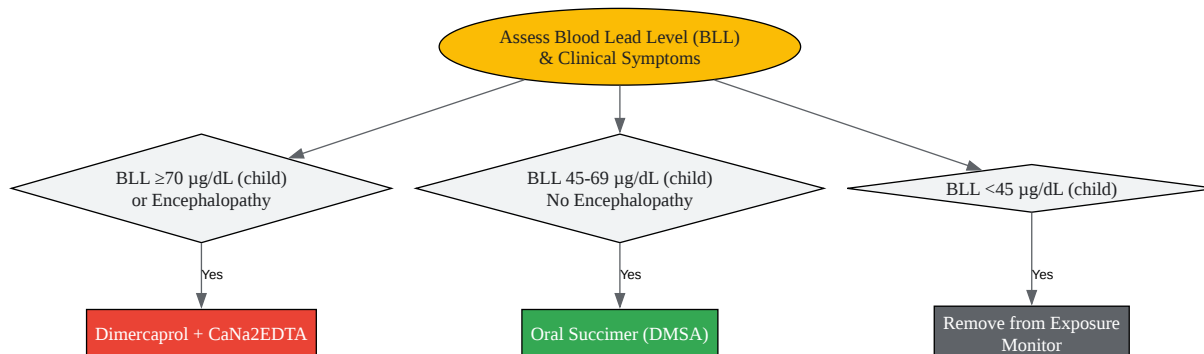 Assess Blood Lead Level (BLL)
& Clinical Symptoms
BLL ≥70 µg/dL (child)
or Encephalopathy
BLL 45-69 µg/dL (child)
No Encephalopathy
BLL <45 µg/dL (child)
Yes
Yes
Yes
Dimercaprol + CaNa2EDTA
Oral Succimer (DMSA)
Remove from Exposure
Monitor